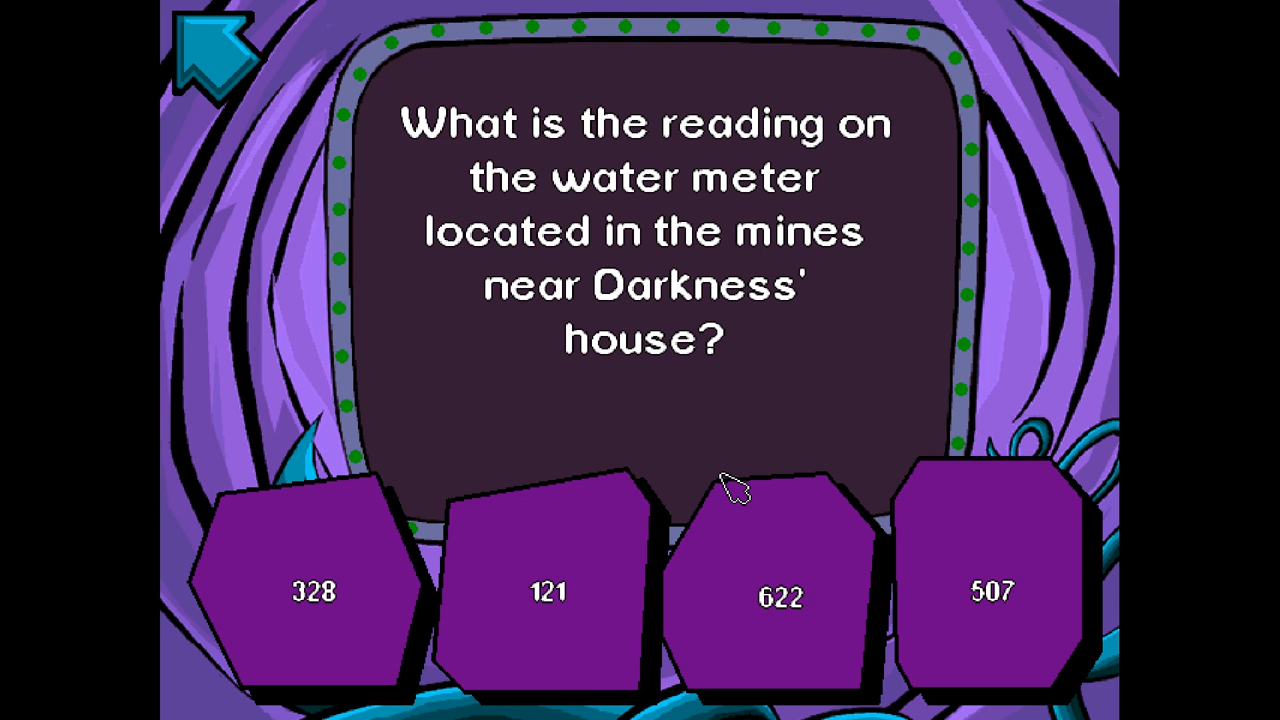 What is the reading on
the water meter
located in the mines
near Darkness'
house?
328
121
622
507